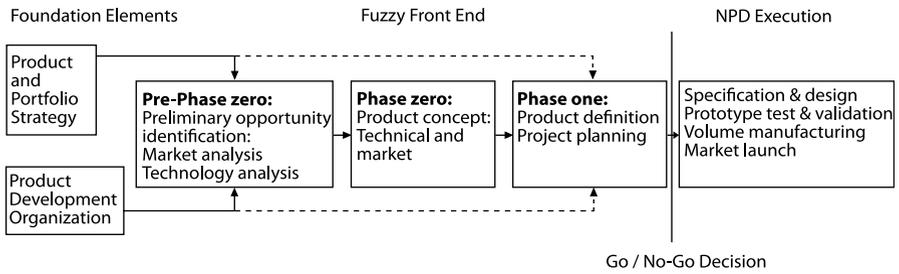 Foundation Elements
Fuzzy Front End
NPD Execution
Product
and
Portfolio
Strategy
Product
Development
Organization
Pre-Phase zero:
Preliminary opportunity
identification:
Market analysis
Technology analysis
Phase zero:
Product concept:
Technical and
market
Phase one:
Product definition
Project planning
Specification & design
Prototype test & validation
Volume manufacturing
Market launch
Go / No-Go Decision